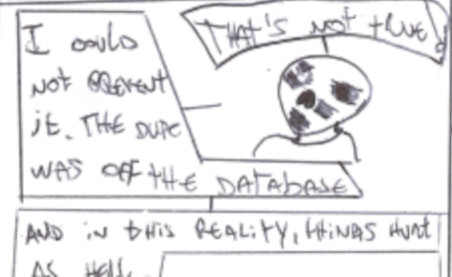 I COULD
NOT PREVENT
IT. THE DUPE
WAS OFF THE DATABASE
THAT'S NOT TRUE!
AND IN THIS REALITY, THINGS HURT
AS HELL.